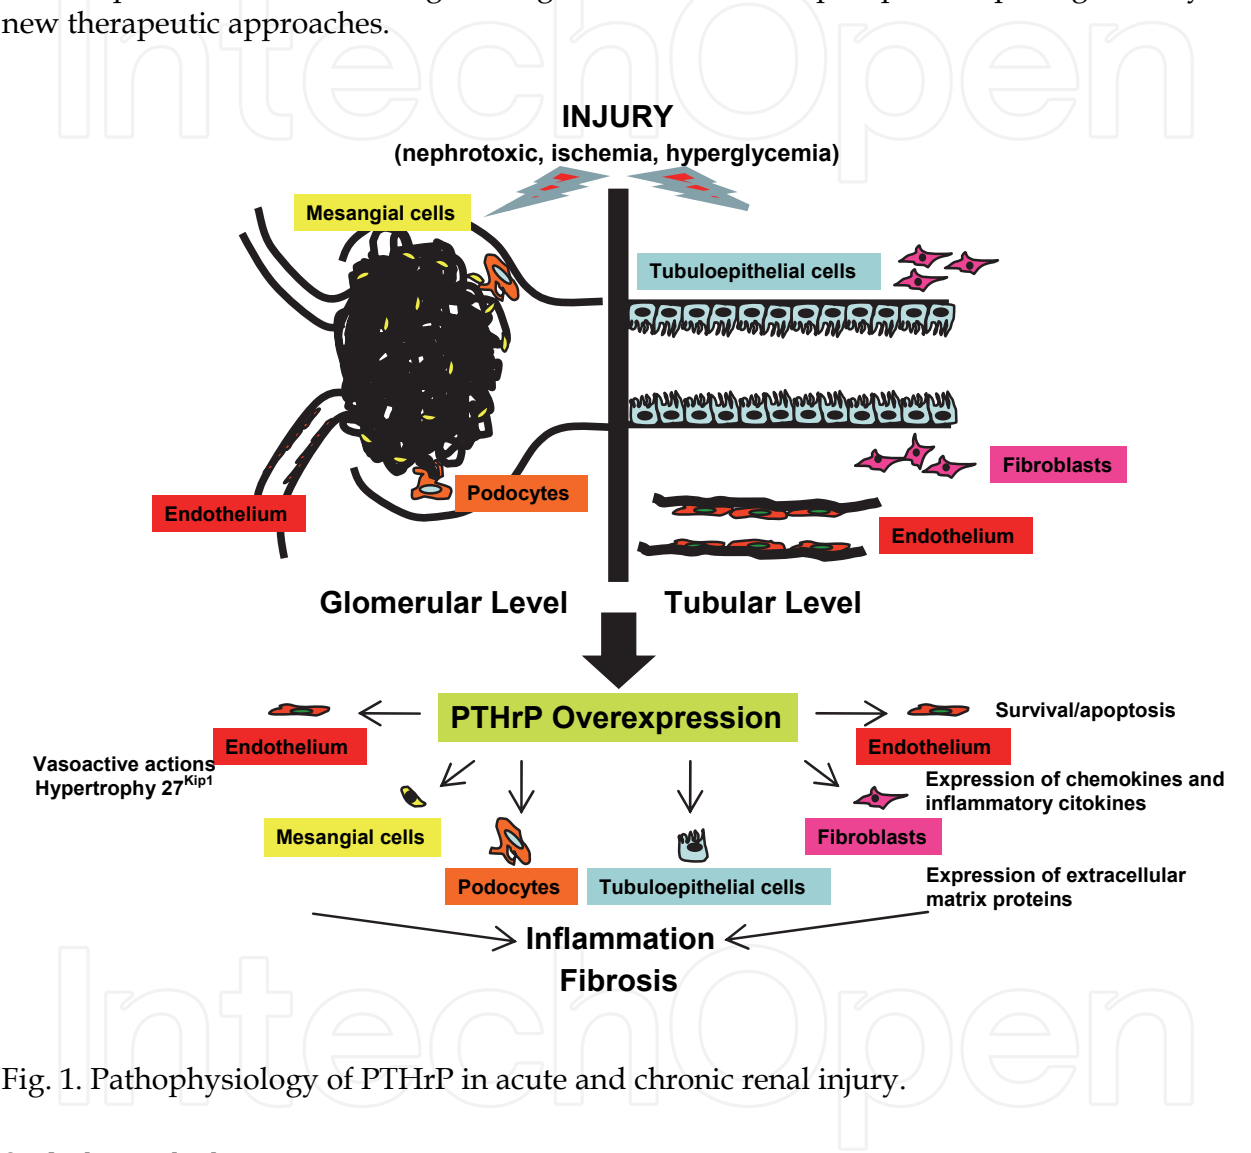 new therapeutic approaches.
INJURY
(nephrotoxic, ischemia, hyperglycemia)
Mesangial cells
Tubuloepithelial cells
Fibroblasts
Podocytes
Endothelium
Endothelium
Glomerular Level
Tubular Level
PTHrP Overexpression
Survival/apoptosis
Endothelium
Endothelium
Vasoactive actions
Hypertrophy 27Kip1
Expression of chemokines and
inflammatory citokines
Mesangial cells
Fibroblasts
Podocytes
Tubuloepithelial cells
Expression of extracellular
matrix proteins
Inflammation
Fibrosis
Fig. 1. Pathophysiology of PTHrP in acute and chronic renal injury.
IntechOpen
IntechOpen